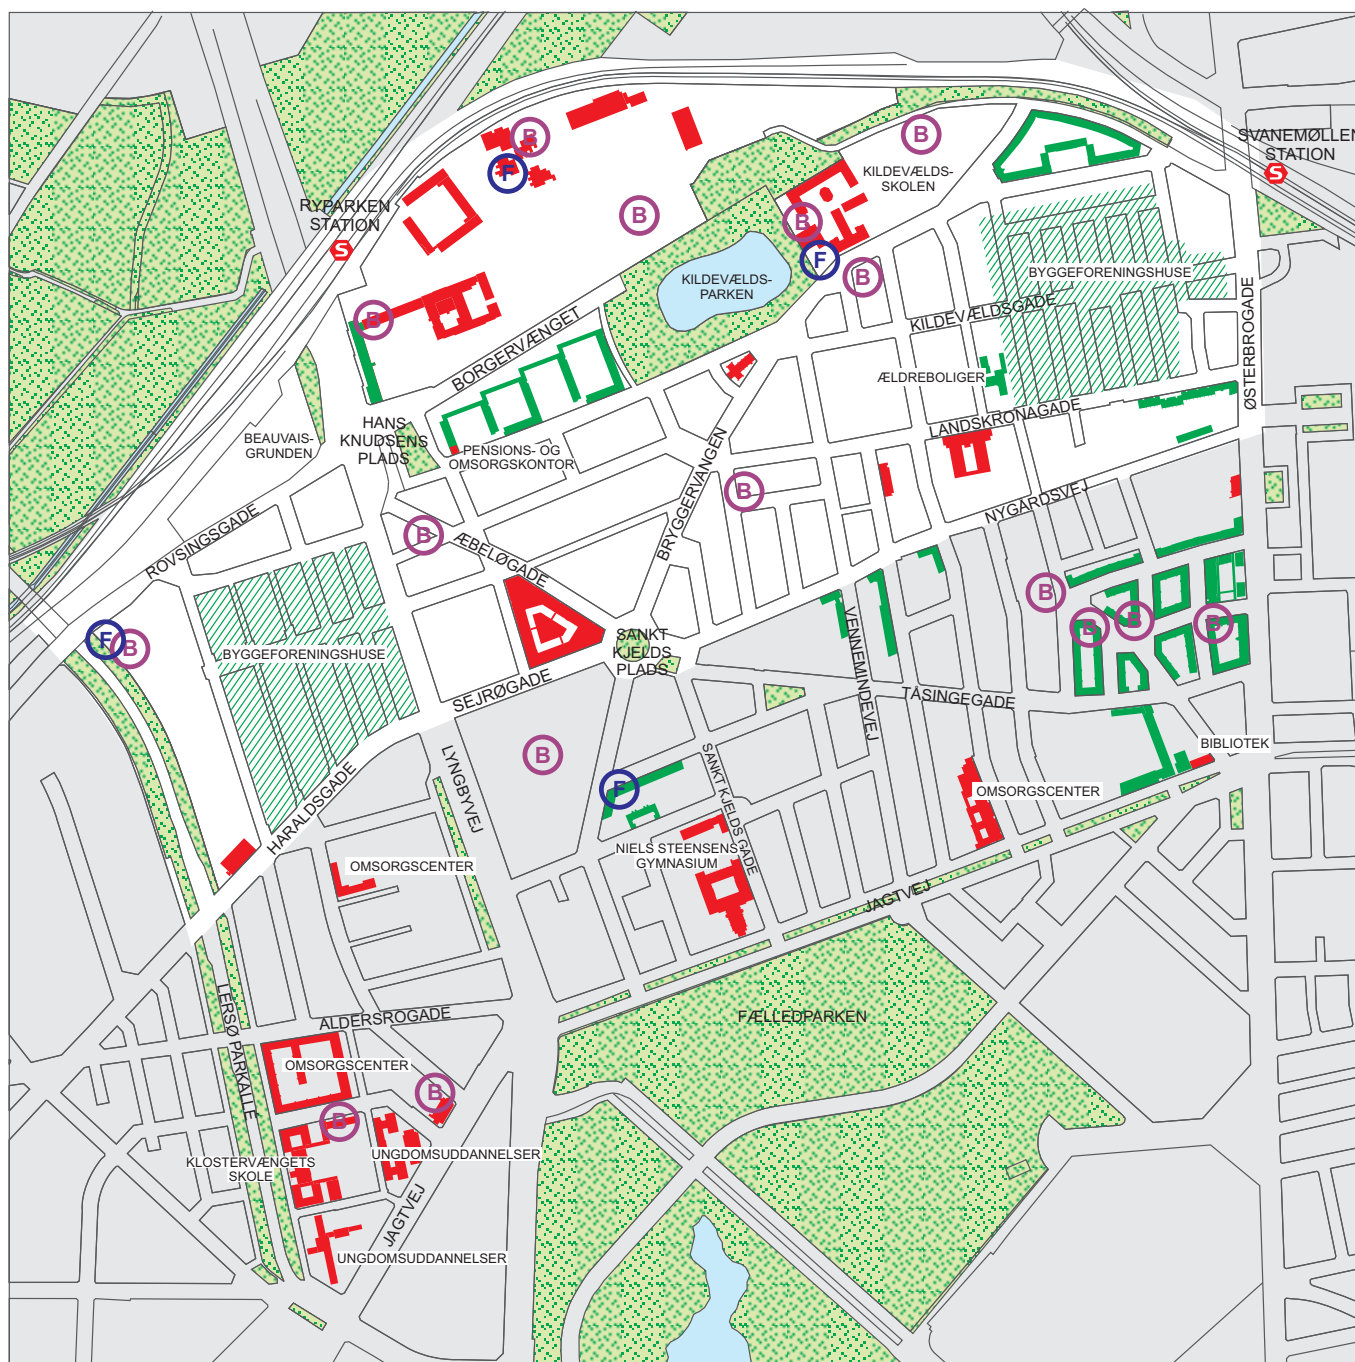 B
SVANEMØLLEN
STATION
S
B
F
KILDEVÆLDS-
SKOLEN
RYPARKEN
STATION
S
B
B
F
B
BYGGEFORENINGSHUSE
KILDEVÆLDS-
PARKEN
KILDEVÆLDSGADE
ØSTERBROGADE
B
BORGERVÆNGET
ÆLDREBOLIGER
LANDSKRONAGADE
HANS
KNUDSENS
PLADS
BEAUVAIS-
GRUNDEN
PENSIONS- OG
OMSORGSKONTOR
BRYGGERVANGEN
B
NYGÅRDSVEJ
ROVSINGSGADE
B
ÆBELØGADE
B
B
B
B
F
B
BYGGEFORENINGSHUSE
SANKT
KJELDS
PLADS
VENNEMINDEVEJ
SEJRØGADE
TÅSINGEGADE
LYNGBYVEJ
B
SANKT KJELDS GADE
BIBLIOTEK
F
OMSORGSCENTER
HARALDSGADE
NIELS STEENSENS
GYMNASIUM
OMSORGSCENTER
JAGTVEJ
LERSØ PARKALLE
ALDERSROGADE
FÆLLEDPARKEN
OMSORGSCENTER
B
B
KLOSTERVÆNGETS
SKOLE
UNGDOMSUDDANNELSER
JAGTVEJ
UNGDOMSUDDANNELSER